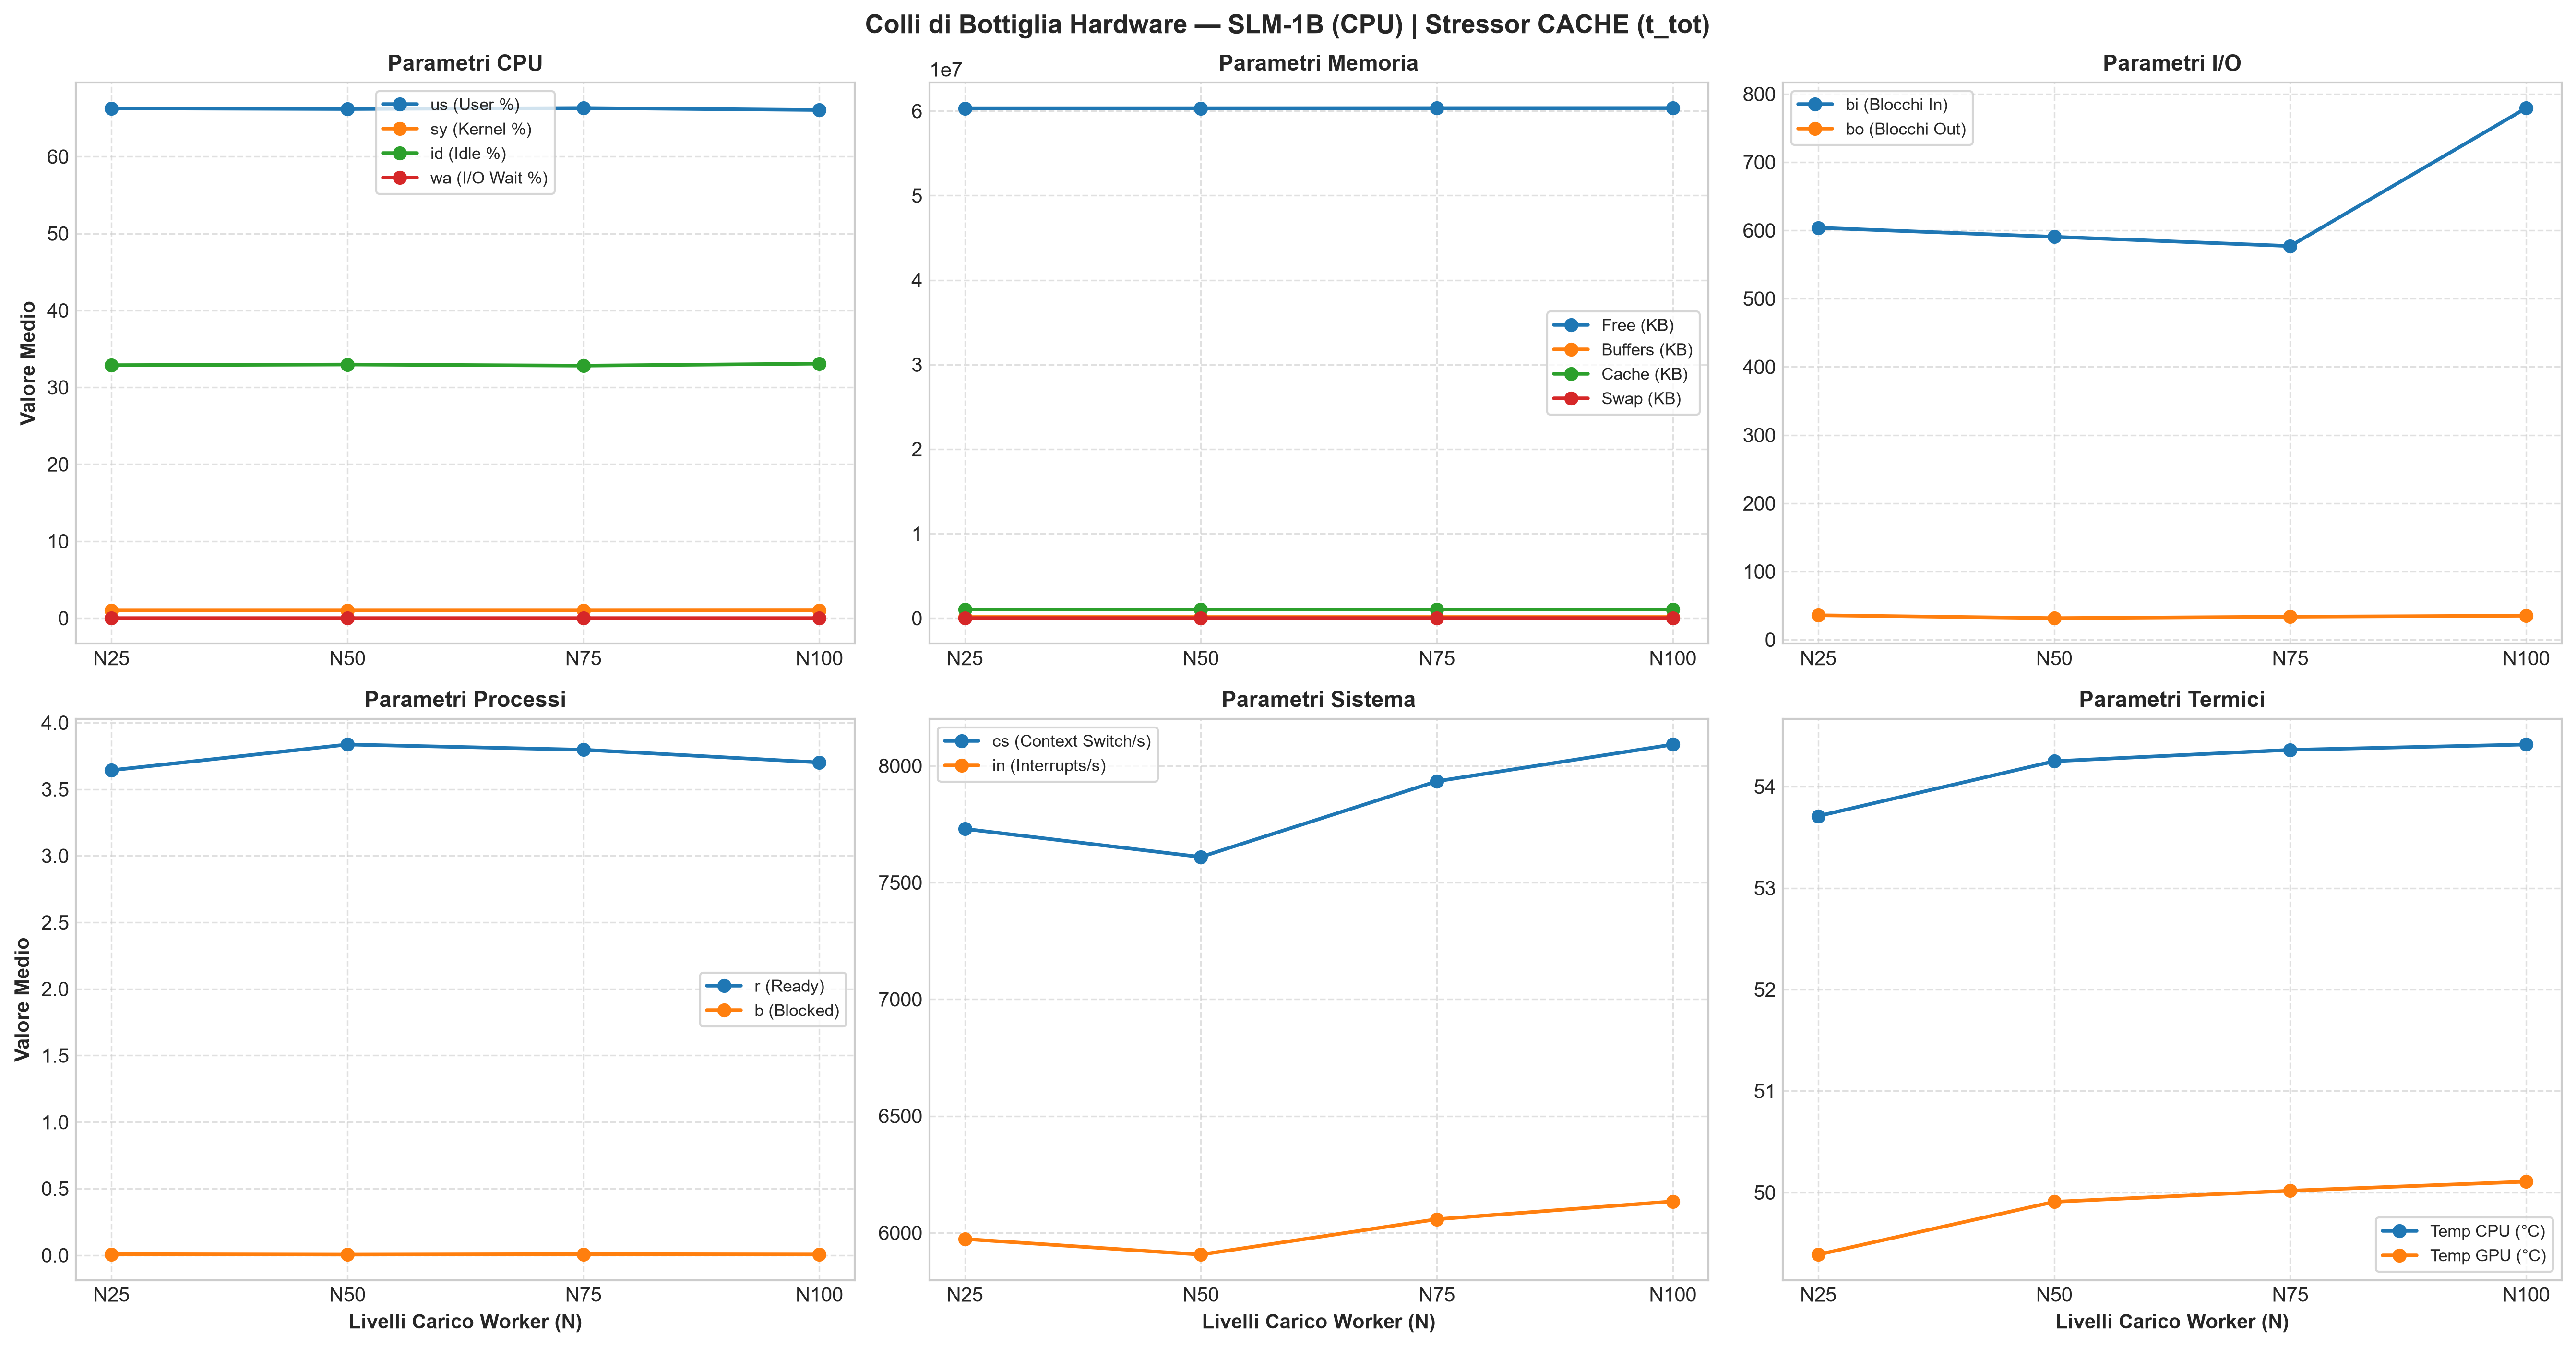 Colli di Bottiglia Hardware — SLM-1B (CPU) | Stressor CACHE (t_tot)
Parametri CPU
Valore Medio
60
50
40
30
20
10
0
us (User %)
sy (Kernel %)
id (Idle %)
wa (I/O Wait %)
N25 N50 N75 N100
Parametri Memoria
1e7
6
5
4
3
2
1
0
Free (KB)
Buffers (KB)
Cache (KB)
Swap (KB)
N25 N50 N75 N100
Parametri I/O
800
700
600
500
400
300
200
100
0
bi (Blocchi In)
bo (Blocchi Out)
N25 N50 N75 N100
Parametri Processi
Valore Medio
4.0
3.5
3.0
2.5
2.0
1.5
1.0
0.5
0.0
r (Ready)
b (Blocked)
N25 N50 N75 N100
Livelli Carico Worker (N)
Parametri Sistema
8000
7500
7000
6500
6000
cs (Context Switch/s)
in (Interrupts/s)
N25 N50 N75 N100
Livelli Carico Worker (N)
Parametri Termici
54
53
52
51
50
Temp CPU (°C)
Temp GPU (°C)
N25 N50 N75 N100
Livelli Carico Worker (N)